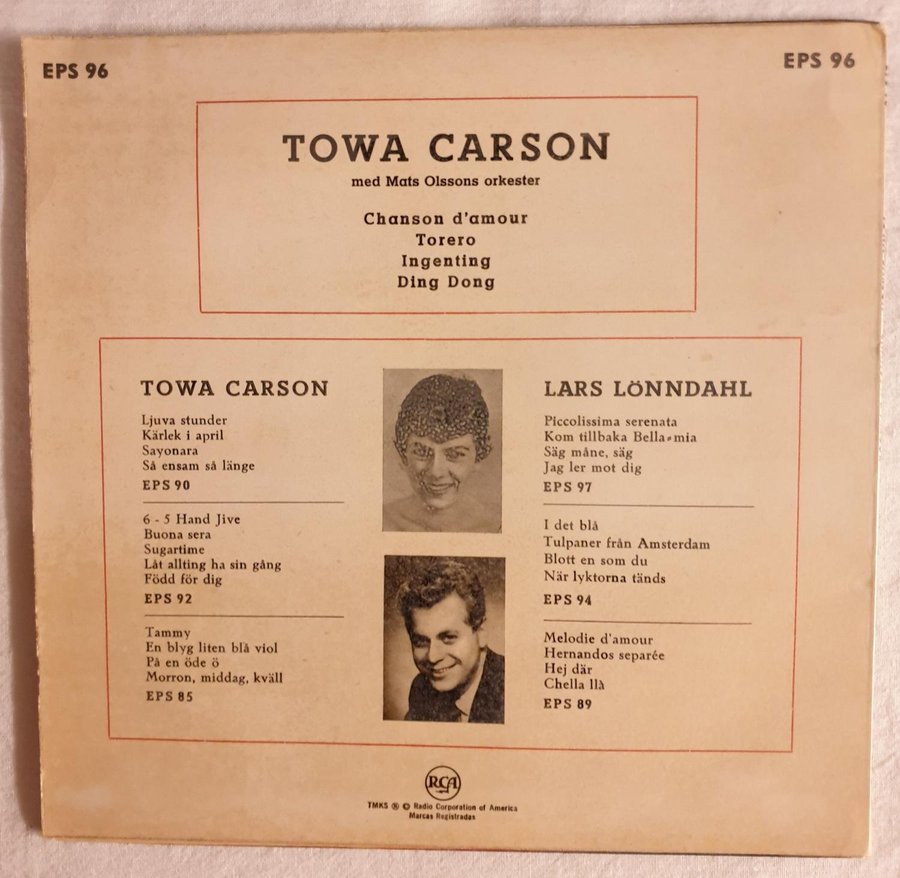 EPS 96
EPS 96
TOWA CARSON
med Mats Olssons orkester
Chanson d'amour
Torero
Ingenting
Ding Dong
TOWA CARSON
Ljuva stunder
Kärlek i april
Sayonara
Så ensam så länge
EPS 90
6 - 5 Hand Jive
Buona sera
Sugartime
Låt allting ha sin gång
Född för dig
EPS 92
Tammy
En blyg liten blå viol
På en öde ö
Morron, middag, kväll
EPS 85
LARS LÖNNDAHL
Piccolissima serenata
Kom tillbaka Bella-mia
Säg måne, säg
Jag ler mot dig
EPS 97
I det blå
Tulpaner från Amsterdam
Blott en som du
När lyktorna tänds
EPS 94
Melodie d'amour
Hernandos separée
Hej där
Chella llà
EPS 89
RCA
TMKS ® © Radio Corporation of America
Marcas Registradas